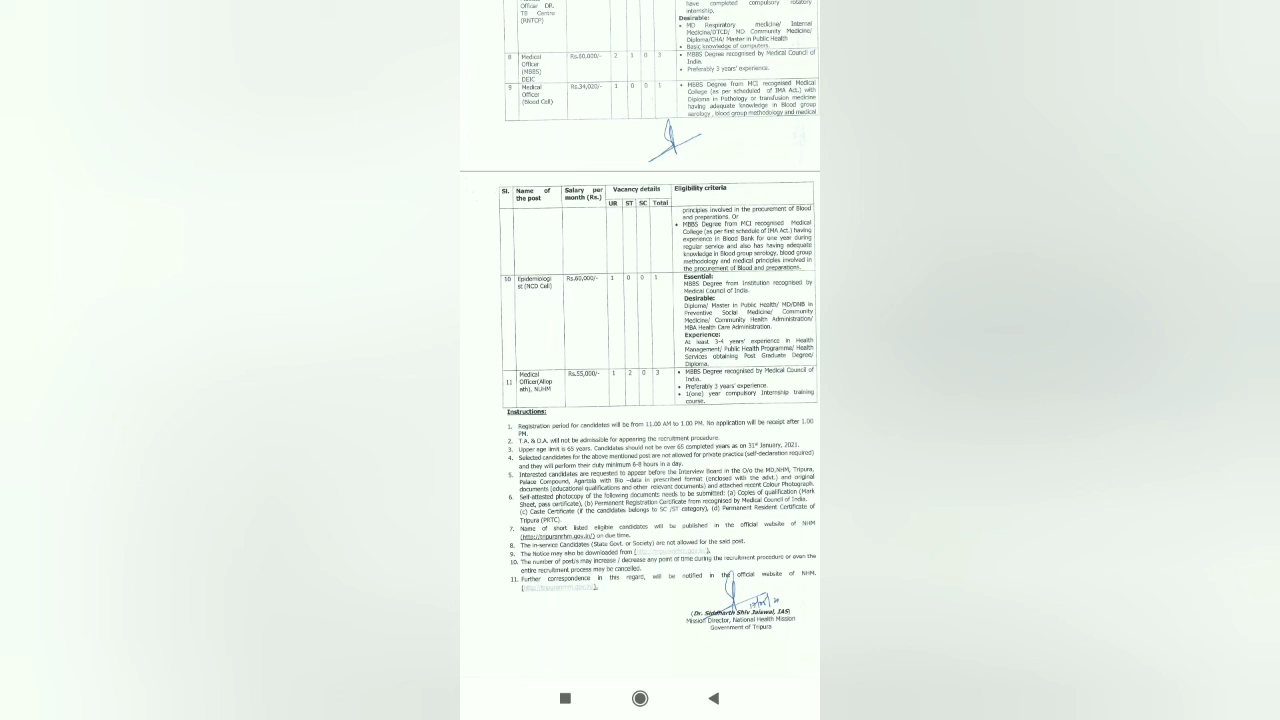 Officer DR.
TB Centre
(RNTCP)
have completed compulsory rotatory
internship.
Desirable:
• MD Respiratory medicine/ Internal
Medicine/DTCD/ MD Community Medicine/
Diploma/CHA/ Master in Public Health
• Basic knowledge of computers.
8 Medical Officer (MBBS) DEIC Rs.60,000/- 2 1 0 3
• MBBS Degree recognised by Medical Council of
India.
• Preferably 3 years' experience.
9 Medical Officer (Blood Cell) Rs.34,020/- 1 0 0 1
• MBBS Degree from MCI recognised Medical
College (as per scheduled of IMA Act.) with
Diploma in Pathology or transfusion medicine
having adequate knowledge in Blood group
serology , blood group methodology and medical
Sl. Name of the post Salary per month (Rs.) Vacancy details Eligibility criteria
UR ST SC Total
principles involved in the procurement of Blood
and preparations. Or
• MBBS Degree from MCI recognised Medical
College (as per first schedule of IMA Act.) having
experience in Blood Bank for one year during
regular service and also has having adequate
knowledge in Blood group serology, blood group
methodology and medical principles involved in
the procurement of Blood and preparations.
10 Epidemiologi st (NCD Cell) Rs.60,000/- 1 0 0 1
Essential:
MBBS Degree from Institution recognised by
Medical Council of India.
Desirable:
Diploma/ Master in Public Health/ MD/DNB in
Preventive Social Medicine/ Community
Medicine/ Community Health Administration/
MBA Health Care Administration.
Experience:
At least 3-4 years' experience in Health
Management/ Public Health Programme/ Health
Services obtaining Post Graduate Degree/
Diploma.
11 Medical Officer(Allop ath), NUHM Rs.55,000/- 1 2 0 3
• MBBS Degree recognised by Medical Council of
India.
• Preferably 3 years' experience.
• 1(one) year compulsory Internship training
course.
Instructions:
1. Registration period for candidates will be from 11.00 AM to 1.00 PM. No application will be receipt after 1.00
PM.
2. T.A. & D.A. will not be admissible for appearing the recruitment procedure.
3. Upper age limit is 65 years. Candidates should not be over 65 completed years as on 31st January, 2021.
4. Selected candidates for the above mentioned post are not allowed for private practice (self-declaration required)
and they will perform their duty minimum 6-8 hours in a day.
5. Interested candidates are requested to appear before the Interview Board in the O/o the MD,NHM, Tripura,
Palace Compound, Agartala with Bio –data in prescribed format (enclosed with the advt.) and original
documents (educational qualifications and other relevant documents) and attached recent Colour Photograph.
6. Self-attested photocopy of the following documents needs to be submitted: (a) Copies of qualification (Mark
Sheet, pass certificate), (b) Permanent Registration Certificate from recognised by Medical Council of India.
(c) Caste Certificate (if the candidates belongs to SC /ST category), (d) Permanent Resident Certificate of
Tripura (PRTC).
7. Name of short listed eligible candidates will be published in the official website of NHM
(http://tripuranrhm.gov.in/) on due time.
8. The in-service Candidates (State Govt. or Society) are not allowed for the said post.
9. The Notice may also be downloaded from (http://tripuranrhm.gov.in/).
10. The number of post/s may increase / decrease any point of time during the recruitment procedure or even the
entire recruitment process may be cancelled.
11. Further correspondence in this regard, will be notified in the official website of NHM.
(http://tripuranrhm.gov.in/).
(Dr. Siddharth Shiv Jaiswal, IAS)
Mission Director, National Health Mission
Government of Tripura